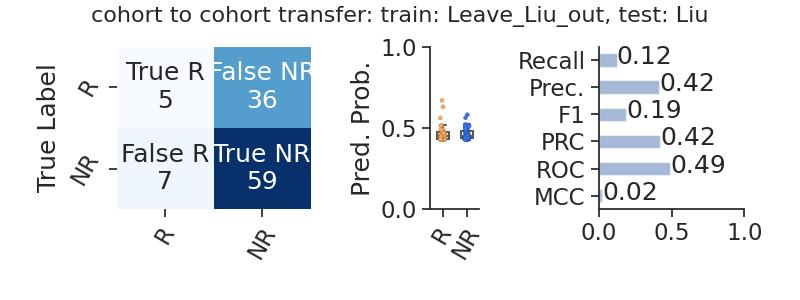 cohort to cohort transfer: train: Leave_Liu_out, test: Liu
True Label
R
NR
True R
5
False NR
36
False R
7
True NR
59
R
NR
Pred. Prob.
1.0
0.5
0.0
R
NR
Recall
0.12
Prec.
0.42
F1
0.19
PRC
0.42
ROC
0.49
MCC
0.02
0.0
0.5
1.0